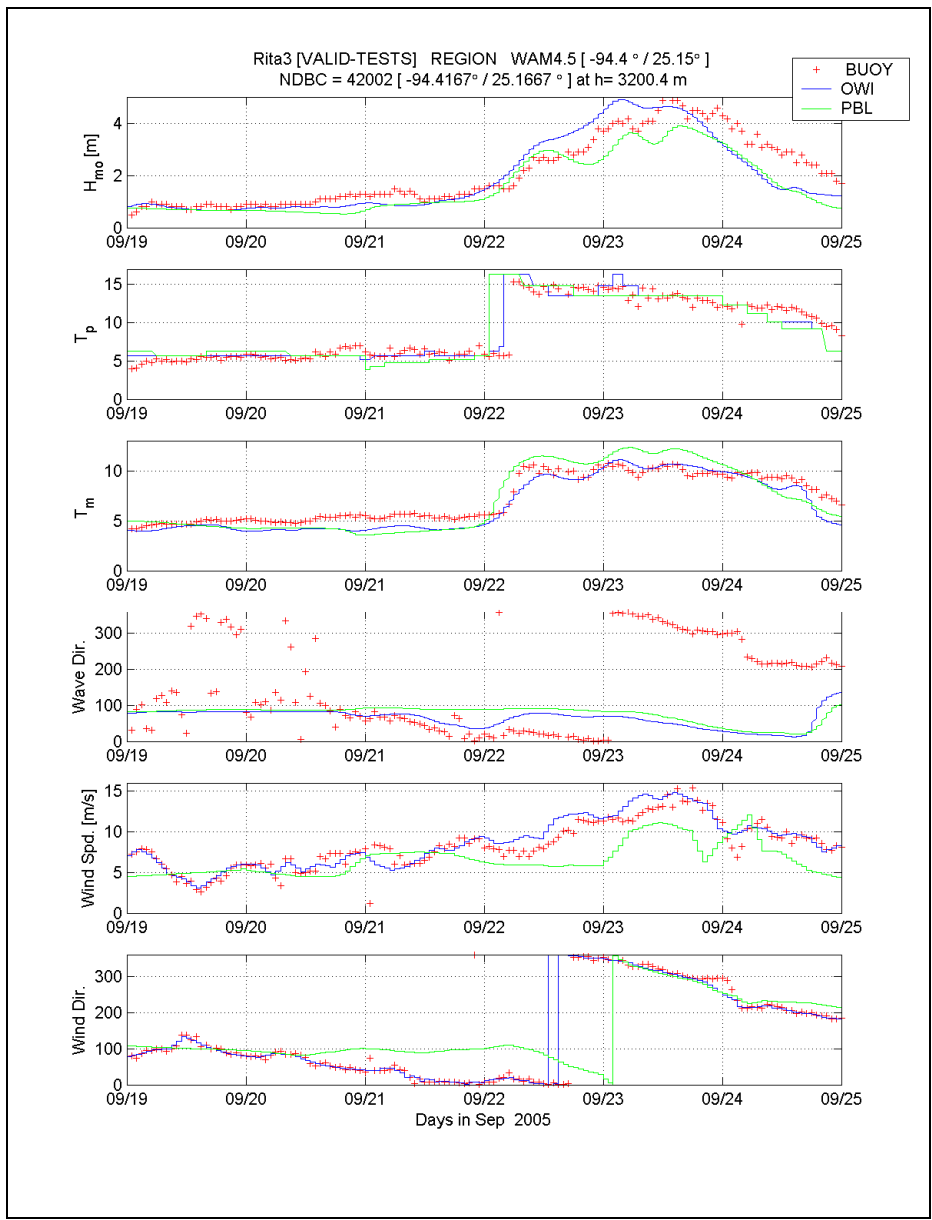 Rita3 [VALID-TESTS] REGION WAM4.5 [ -94.4 ° / 25.15° ]
NDBC = 42002 [ -94.4167° / 25.1667 ° ] at h= 3200.4 m
BUOY
OWI
PBL
4
2
0
Hmo [m]
09/19 09/20 09/21 09/22 09/23 09/24 09/25
15
10
5
0
Tp
09/19 09/20 09/21 09/22 09/23 09/24 09/25
10
5
0
Tm
09/19 09/20 09/21 09/22 09/23 09/24 09/25
300
200
100
0
Wave Dir.
09/19 09/20 09/21 09/22 09/23 09/24 09/25
15
10
5
0
Wind Spd. [m/s]
09/19 09/20 09/21 09/22 09/23 09/24 09/25
300
200
100
0
Wind Dir.
09/19 09/20 09/21 09/22 09/23 09/24 09/25
Days in Sep 2005